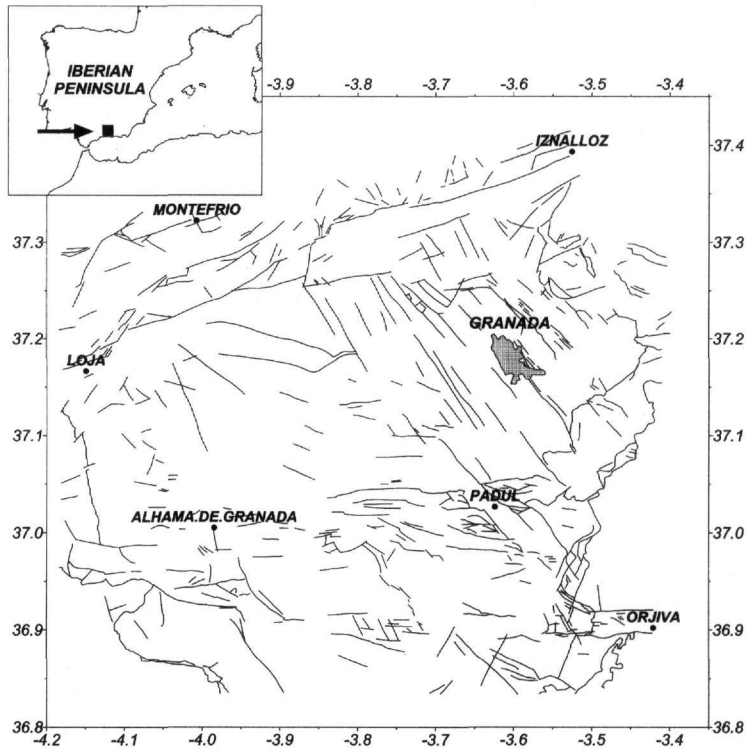 IBERIAN
PENINSULA
-3.9 -3.8 -3.7 -3.6 -3.5 -3.4
IZNALLOZ
37.4
MONTEFRIO
37.3 37.3
GRANADA
37.2 37.2
LOJA
37.1 37.1
PADUL
ALHAMA.DE.GRANADA
37.0 37.0
ORJIVA
36.9 36.9
36.8 36.8
-4.2 -4.1 -4.0 -3.9 -3.8 -3.7 -3.6 -3.5 -3.4